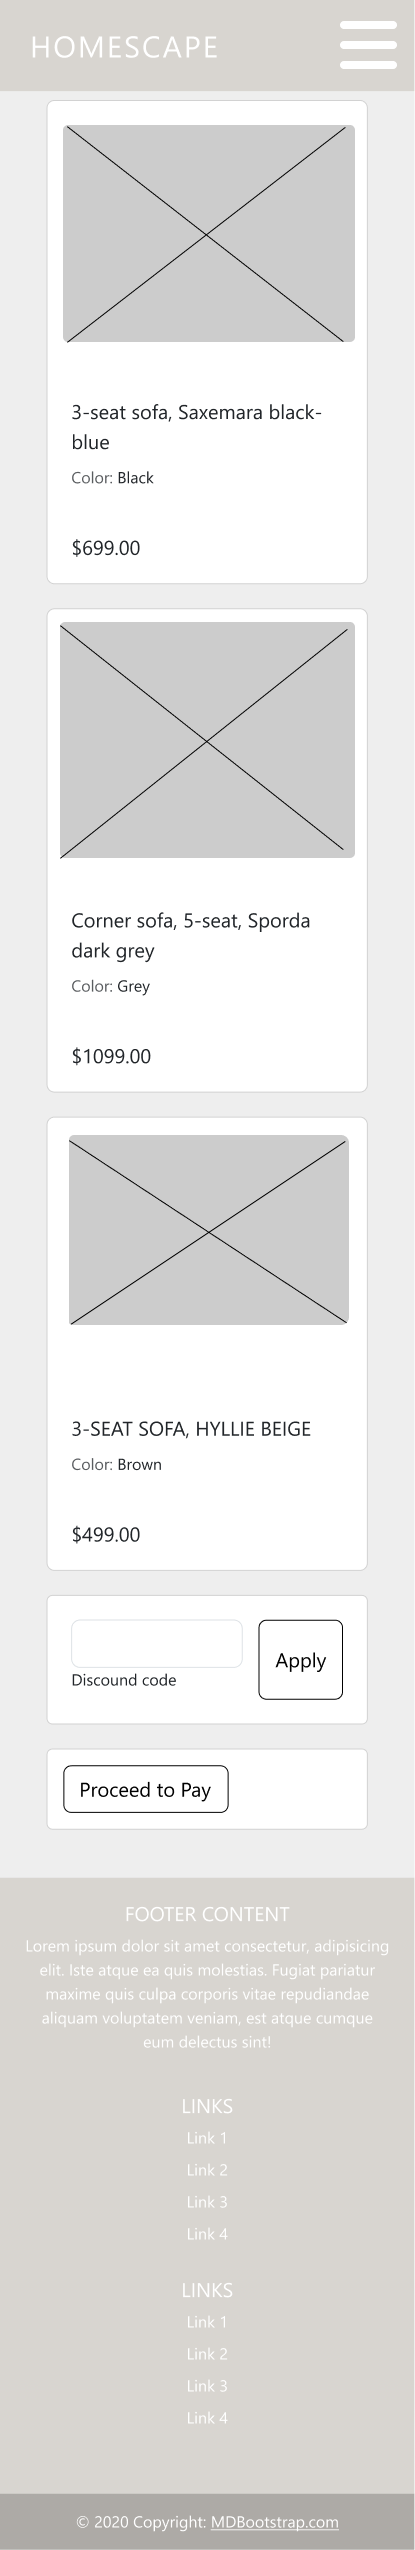 HOMESCAPE
3-seat sofa, Saxemara black-
blue
Color: Black
$699.00
Corner sofa, 5-seat, Sporda
dark grey
Color: Grey
$1099.00
3-SEAT SOFA, HYLLIE BEIGE
Color: Brown
$499.00
Apply
Discound code
Proceed to Pay
FOOTER CONTENT
Lorem ipsum dolor sit amet consectetur, adipisicing
elit. Iste atque ea quis molestias. Fugiat pariatur
maxime quis culpa corporis vitae repudiandae
aliquam voluptatem veniam, est atque cumque
eum delectus sint!
LINKS
Link 1
Link 2
Link 3
Link 4
LINKS
Link 1
Link 2
Link 3
Link 4
© 2020 Copyright: MDBootstrap.com